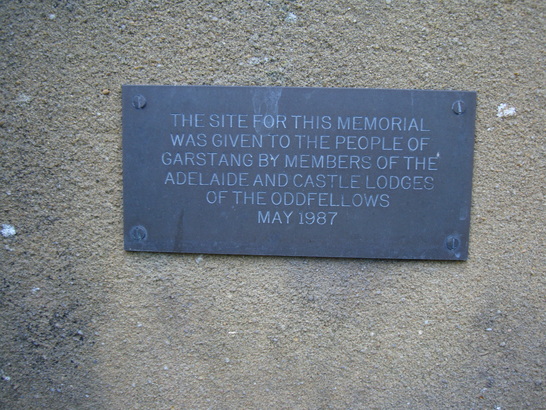 THE SITE FOR THIS MEMORIAL
WAS GIVEN TO THE PEOPLE OF
GARSTANG BY MEMBERS OF THE
ADELAIDE AND CASTLE LODGES
OF THE ODDFELLOWS
MAY 1987